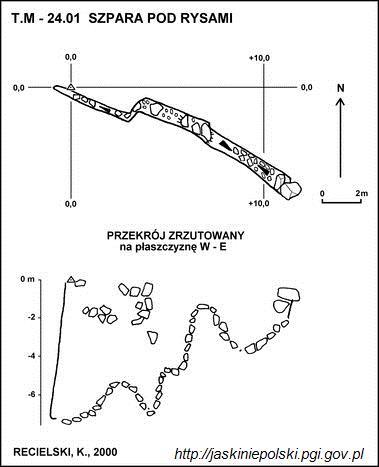 T.M - 24.01 SZPARA POD RYSAMI
0,0 +10,0
0,0 0,0
N
0,0 +10,0
0 2m
PRZEKRÓJ ZRZUTOWANY
na płaszczyznę W - E
0 m
-2
-4
-6
RECIELSKI, K., 2000
http://jaskiniepolski.pgi.gov.pl